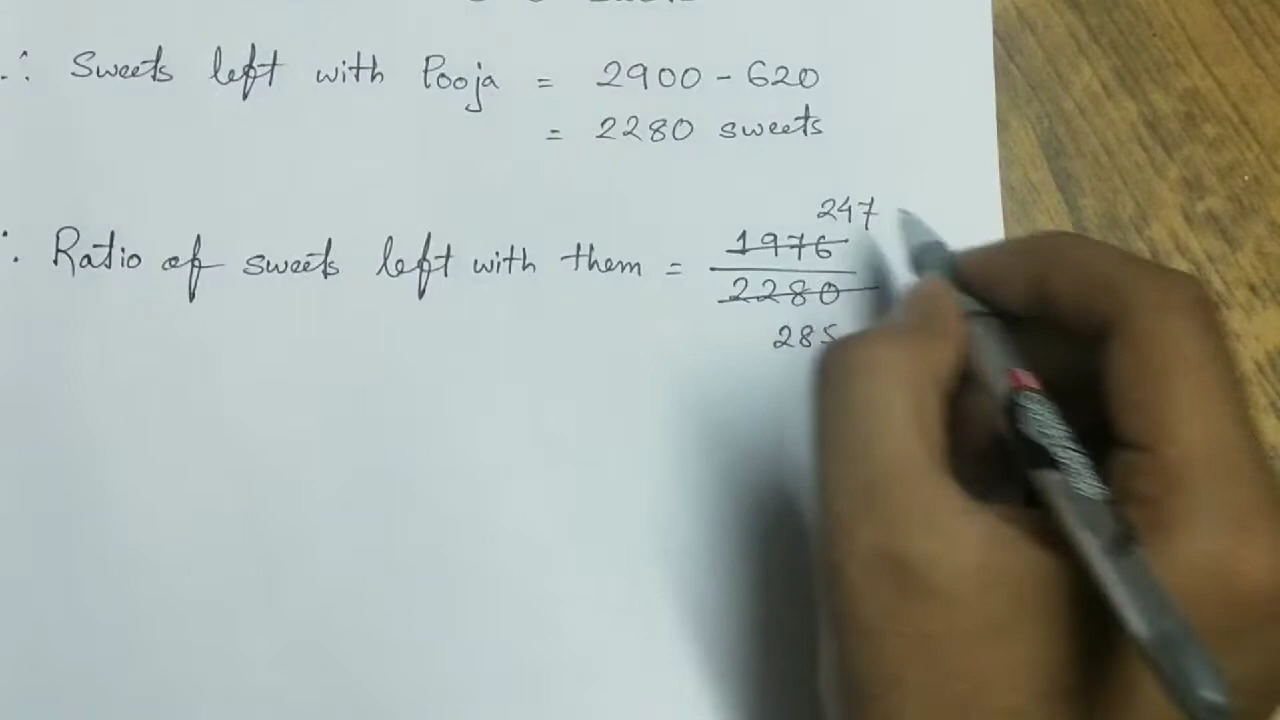 ∴ Sweets left with Pooja = 2900 - 620
= 2280 sweets
247
∴ Ratio of sweets left with them = 1976
2280
285